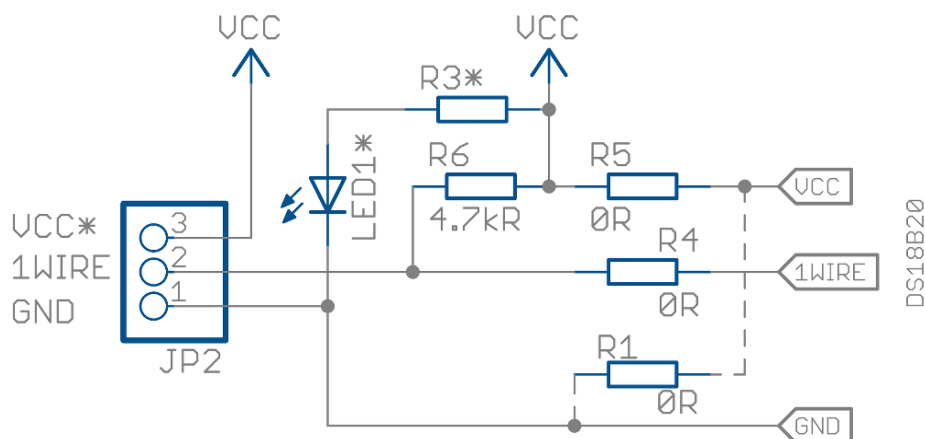 VCC
VCC
R3*
LED1*
R6
4.7kR
R5
0R
VCC
VCC*
3
1WIRE
2
GND
1
JP2
R4
0R
1WIRE
DS18B20
R1
0R
GND